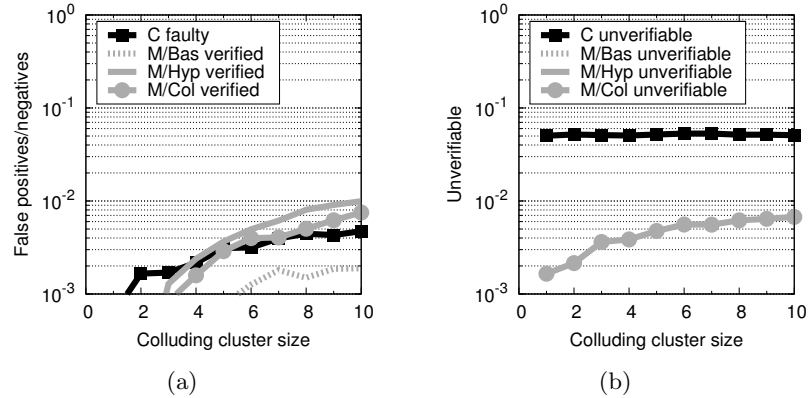 10^0
10^-1
10^-2
10^-3
False positives/negatives
C faulty
M/Bas verified
M/Hyp verified
M/Col verified
0 2 4 6 8 10
Colluding cluster size
(a)
10^0
10^-1
10^-2
10^-3
Unverifiable
C unverifiable
M/Bas unverifiable
M/Hyp unverifiable
M/Col unverifiable
0 2 4 6 8 10
Colluding cluster size
(b)